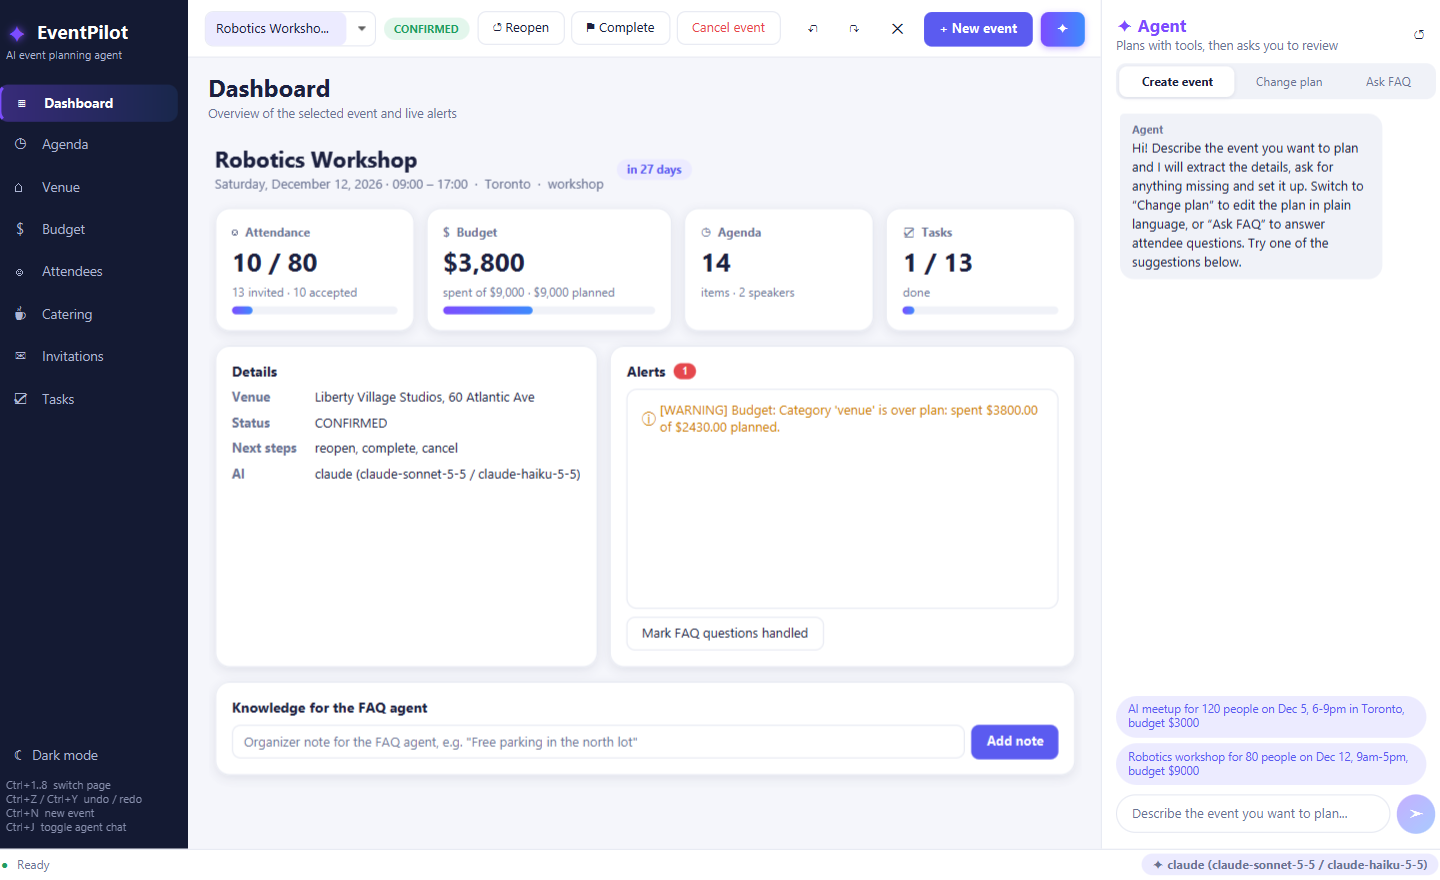 EventPilot
AI event planning agent
Dashboard
Agenda
Venue
$ Budget
Attendees
Catering
Invitations
Tasks
Dark mode
Ctrl+1..8 switch page
Ctrl+Z / Ctrl+Y undo / redo
Ctrl+N new event
Ctrl+J toggle agent chat
Robotics Worksho...
CONFIRMED
Reopen
Complete
Cancel event
+ New event
Dashboard
Overview of the selected event and live alerts
Robotics Workshop
in 27 days
Saturday, December 12, 2026 · 09:00 – 17:00 · Toronto · workshop
Attendance
10 / 80
13 invited · 10 accepted
$ Budget
$3,800
spent of $9,000 · $9,000 planned
Agenda
14
items · 2 speakers
Tasks
1 / 13
done
Details
Venue Liberty Village Studios, 60 Atlantic Ave
Status CONFIRMED
Next steps reopen, complete, cancel
AI claude (claude-sonnet-5-5 / claude-haiku-5-5)
Alerts 1
[WARNING] Budget: Category 'venue' is over plan: spent $3800.00
of $2430.00 planned.
Mark FAQ questions handled
Knowledge for the FAQ agent
Organizer note for the FAQ agent, e.g. "Free parking in the north lot"
Add note
Agent
Plans with tools, then asks you to review
Create event
Change plan
Ask FAQ
Agent
Hi! Describe the event you want to plan
and I will extract the details, ask for
anything missing and set it up. Switch to
“Change plan” to edit the plan in plain
language, or “Ask FAQ” to answer
attendee questions. Try one of the
suggestions below.
AI meetup for 120 people on Dec 5, 6-9pm in Toronto,
budget $3000
Robotics workshop for 80 people on Dec 12, 9am-5pm,
budget $9000
Describe the event you want to plan...
Ready
claude (claude-sonnet-5-5 / claude-haiku-5-5)